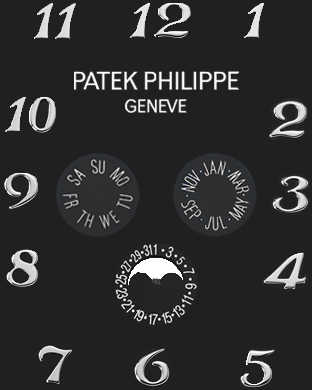 11 12 1
PATEK PHILIPPE
GENEVE
10 2
SA SU MO TU WE TH FR
·NOV·JAN·MAR·MAY·JUL·SEP
9 3
31 1·3·5·7·9·11·13·15·17·19·21·23·25·27·29·
8 4
7 6 5